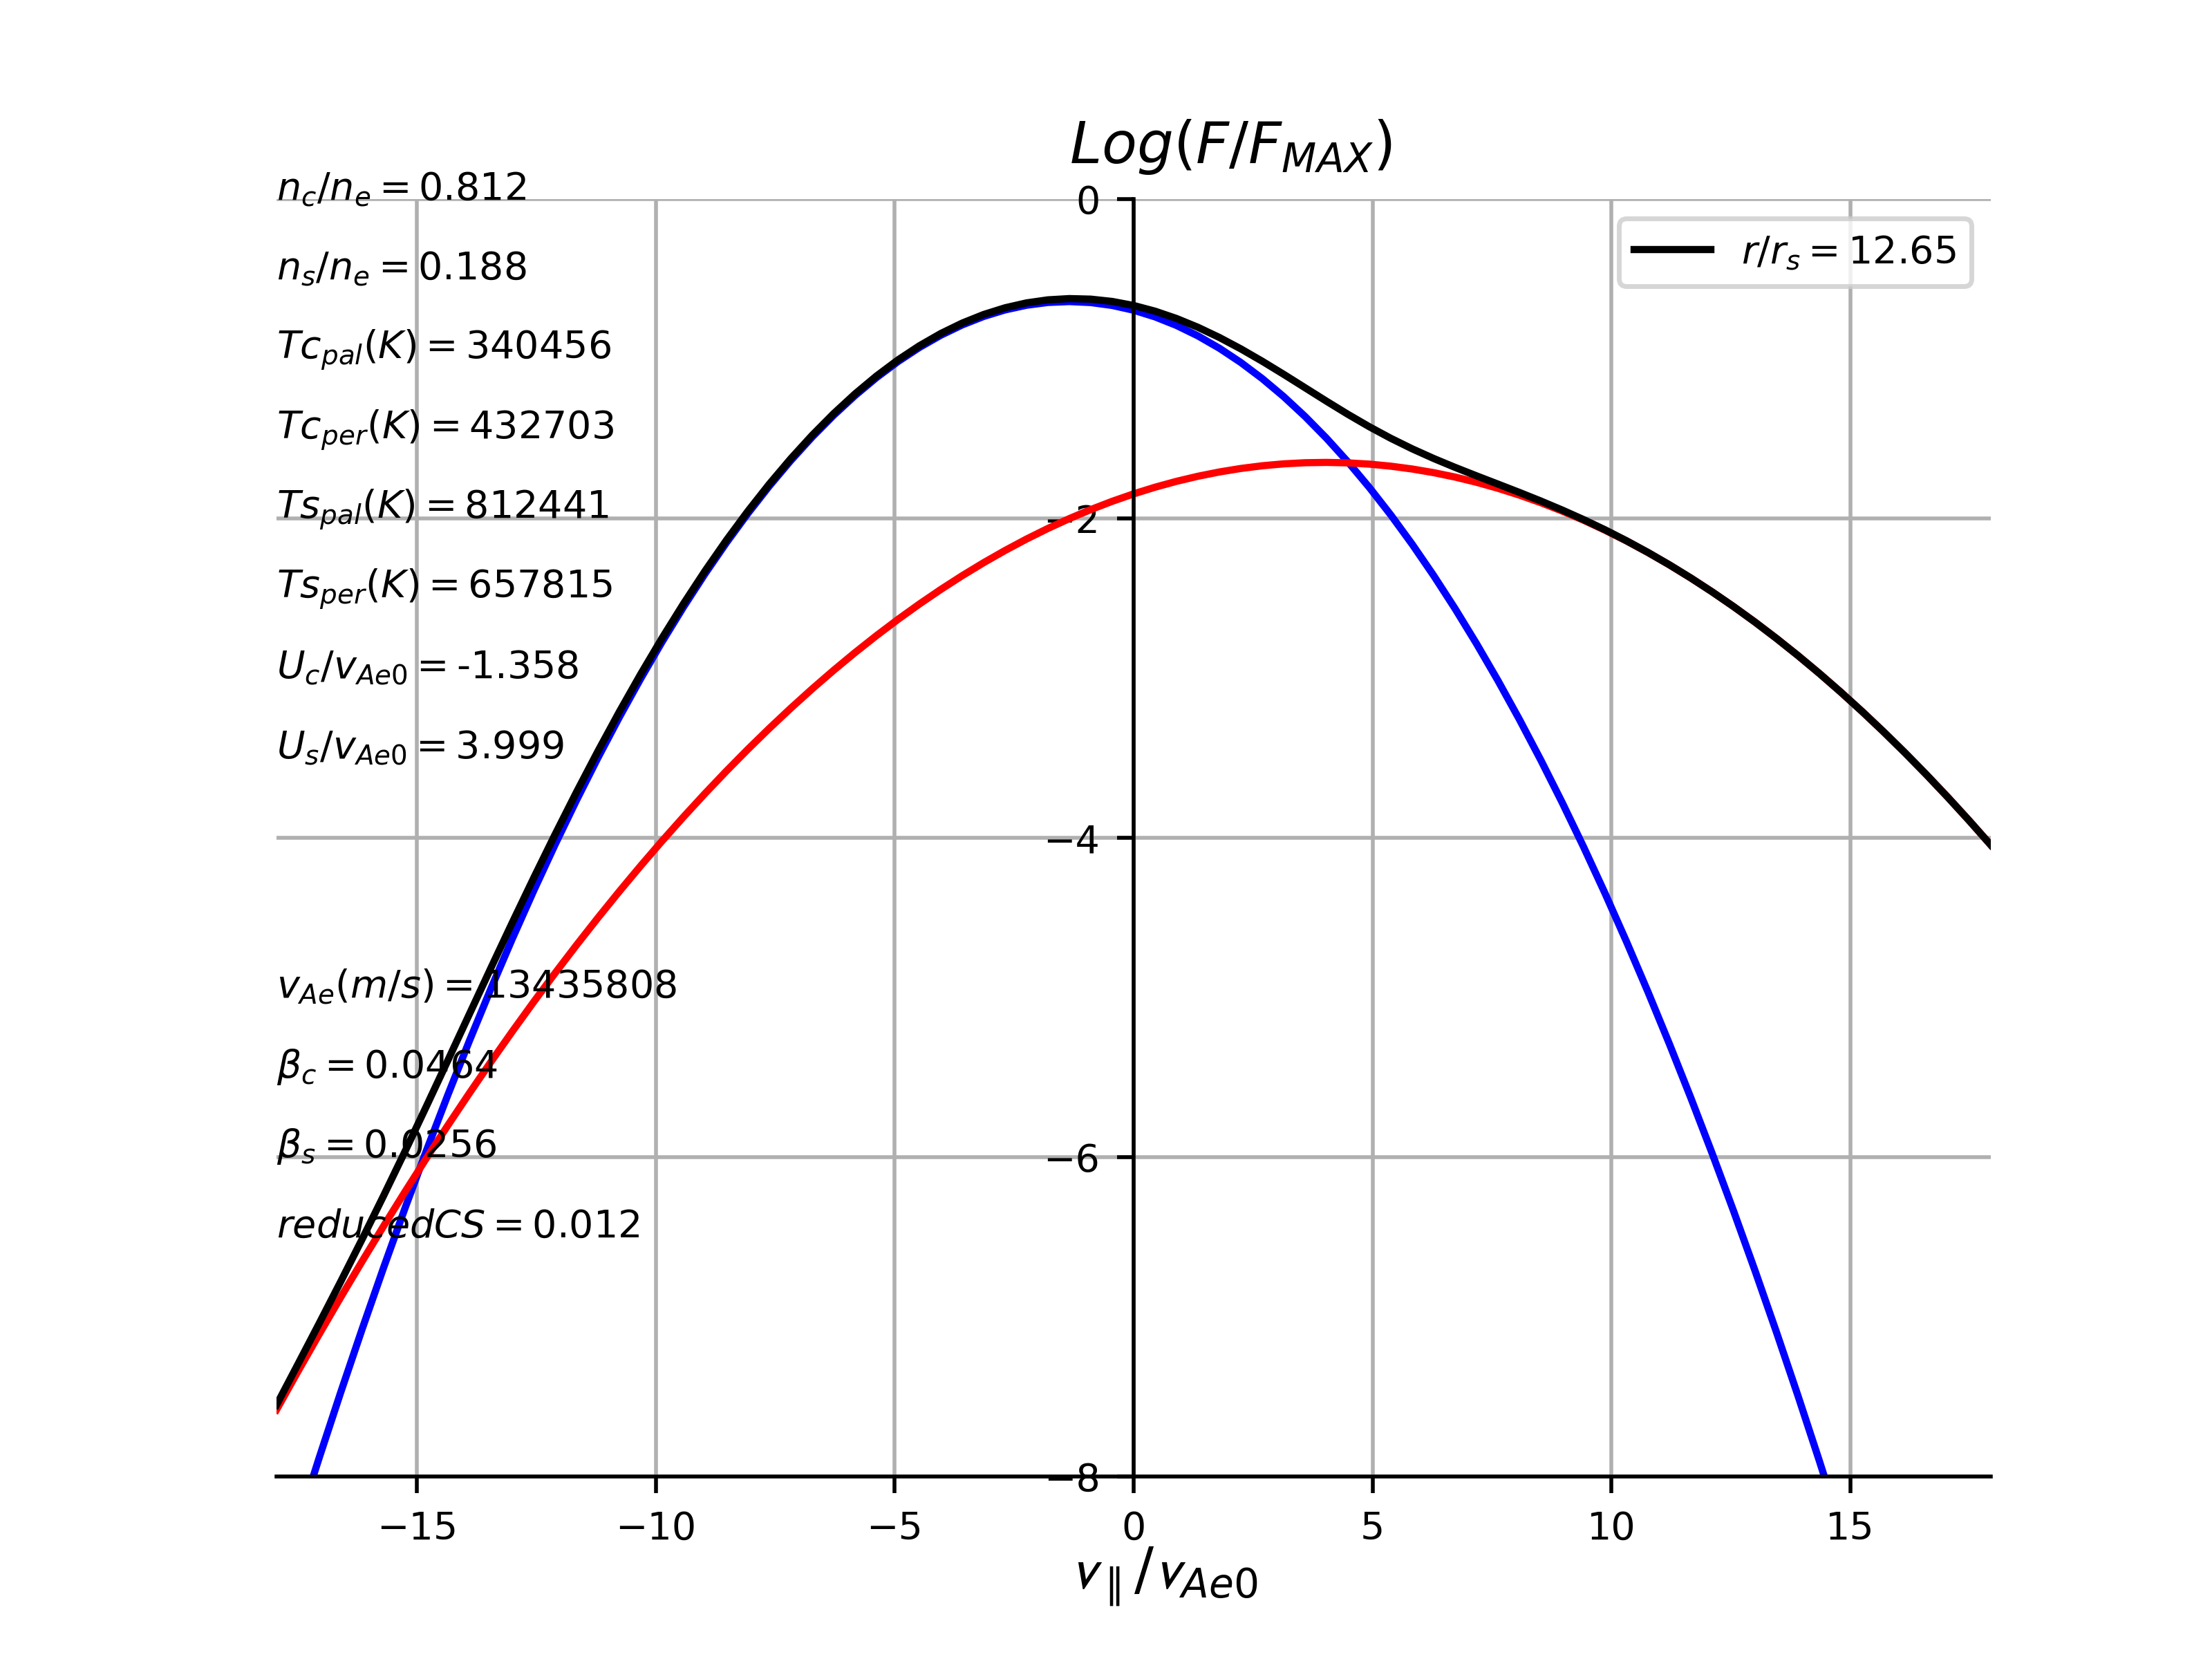 Log(F/F_MAX)
n_c/n_e = 0.812
0
r/r_s = 12.65
n_s/n_e = 0.188
Tc_pal(K) = 340456
Tc_per(K) = 432703
Ts_pal(K) = 812441
−2
Ts_per(K) = 657815
U_c/v_Ae0 = -1.358
U_s/v_Ae0 = 3.999
−4
v_Ae(m/s) = 13435808
β_c = 0.0464
β_s = 0.0256
−6
reducedCS = 0.012
−8
−15 −10 −5 0 5 10 15
v_∥/v_Ae0